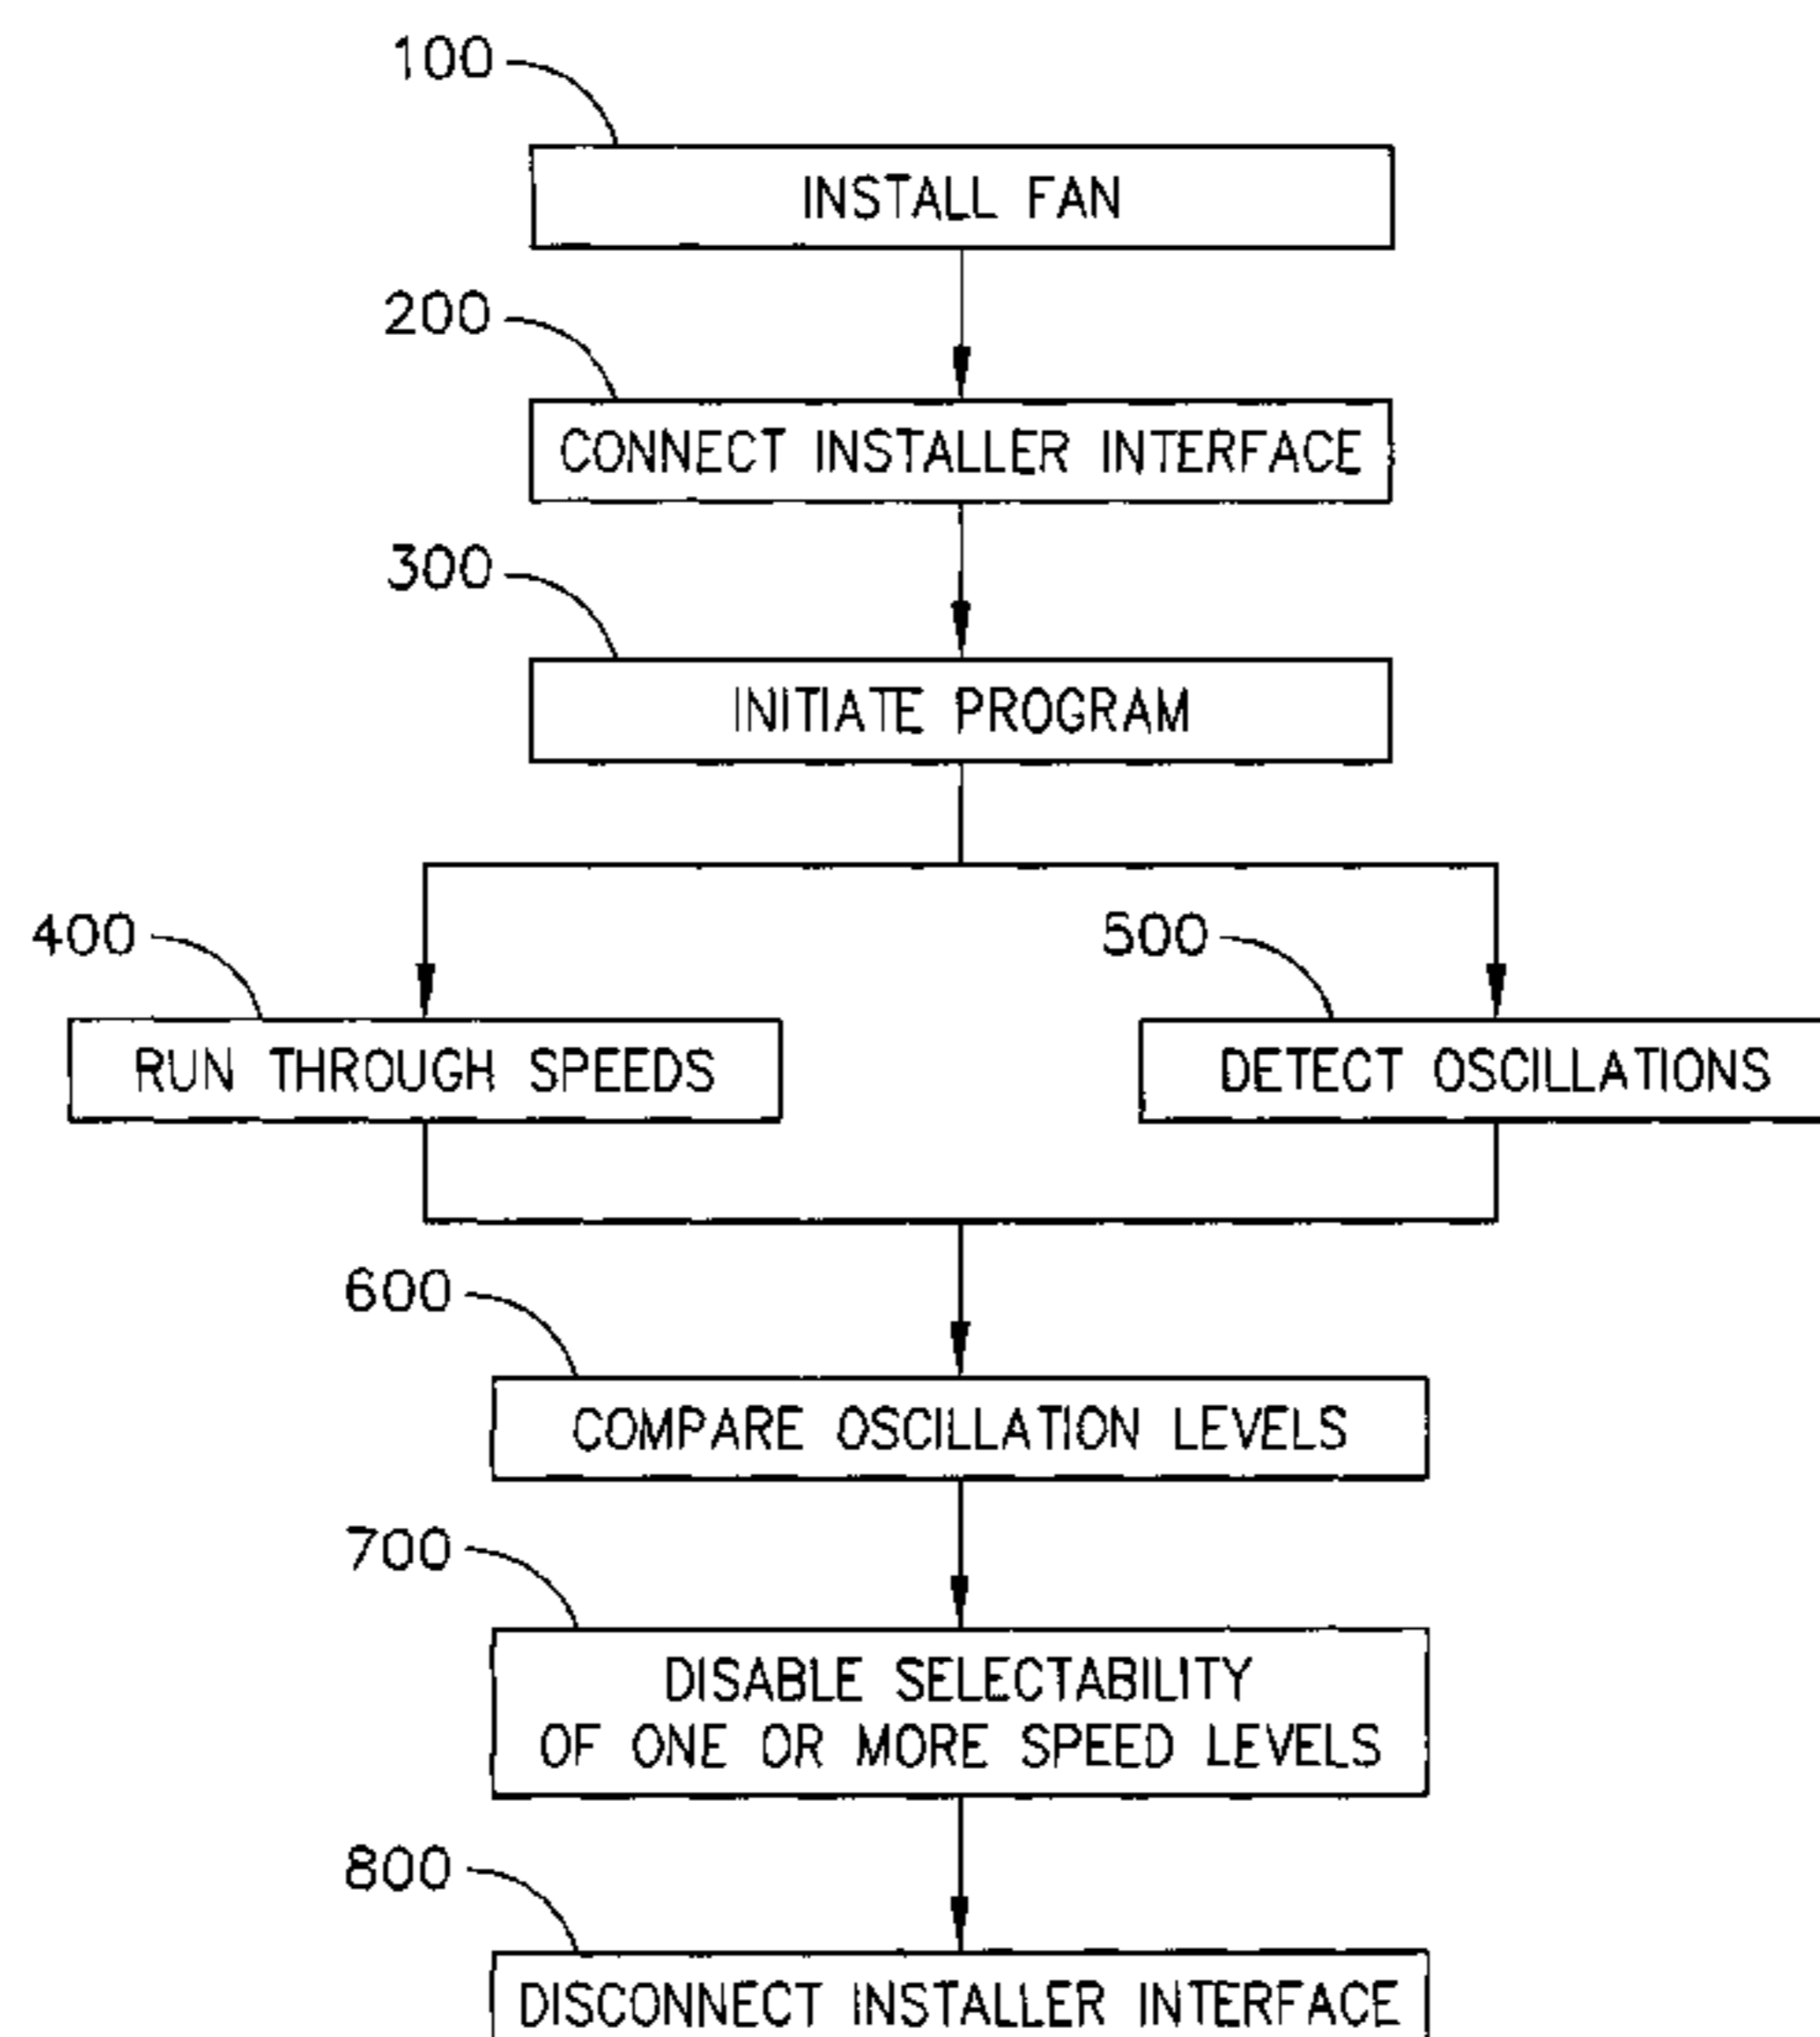 100
INSTALL FAN
200
CONNECT INSTALLER INTERFACE
300
INITIATE PROGRAM
400
500
RUN THROUGH SPEEDS
DETECT OSCILLATIONS
600
COMPARE OSCILLATION LEVELS
700
DISABLE SELECTABILITY
OF ONE OR MORE SPEED LEVELS
800
DISCONNECT INSTALLER INTERFACE